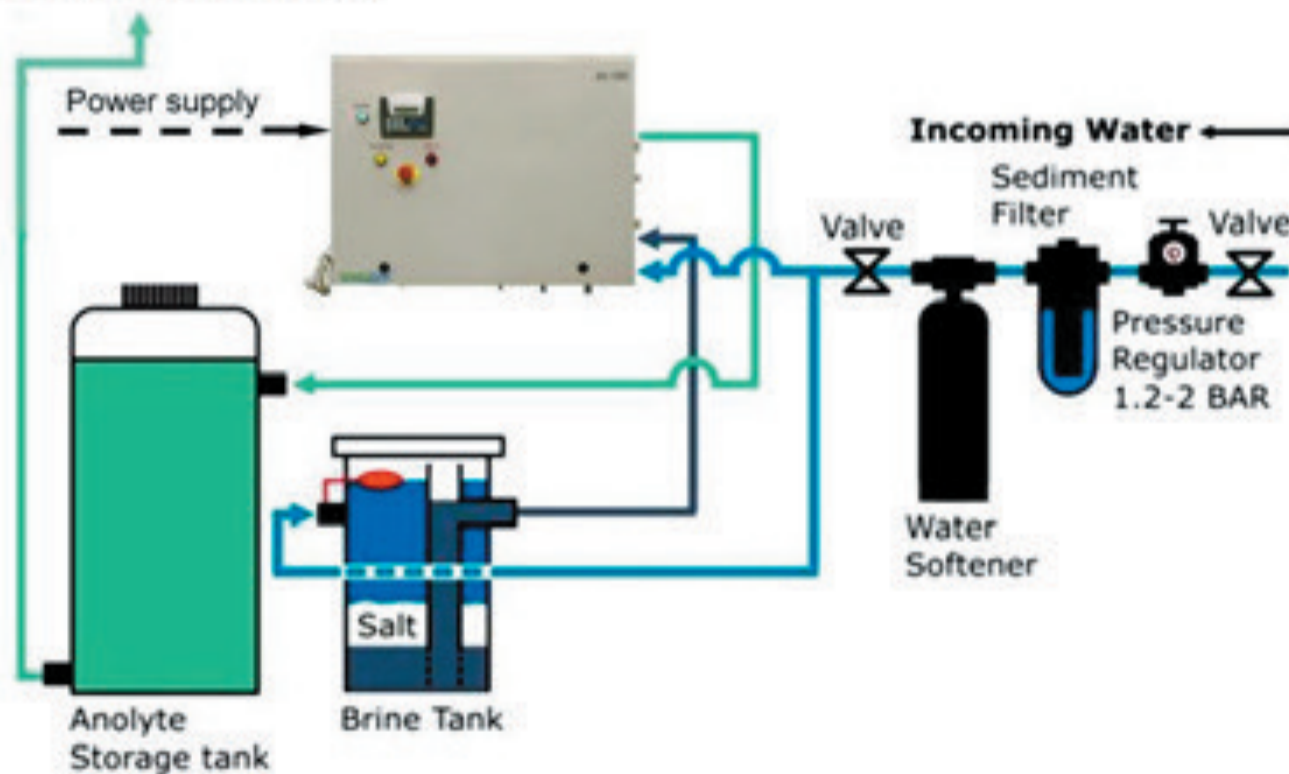 Power supply
Incoming Water
Sediment
Filter
Valve
Valve
Pressure
Regulator
1.2-2 BAR
Water
Softener
Salt
Anolyte
Storage tank
Brine Tank